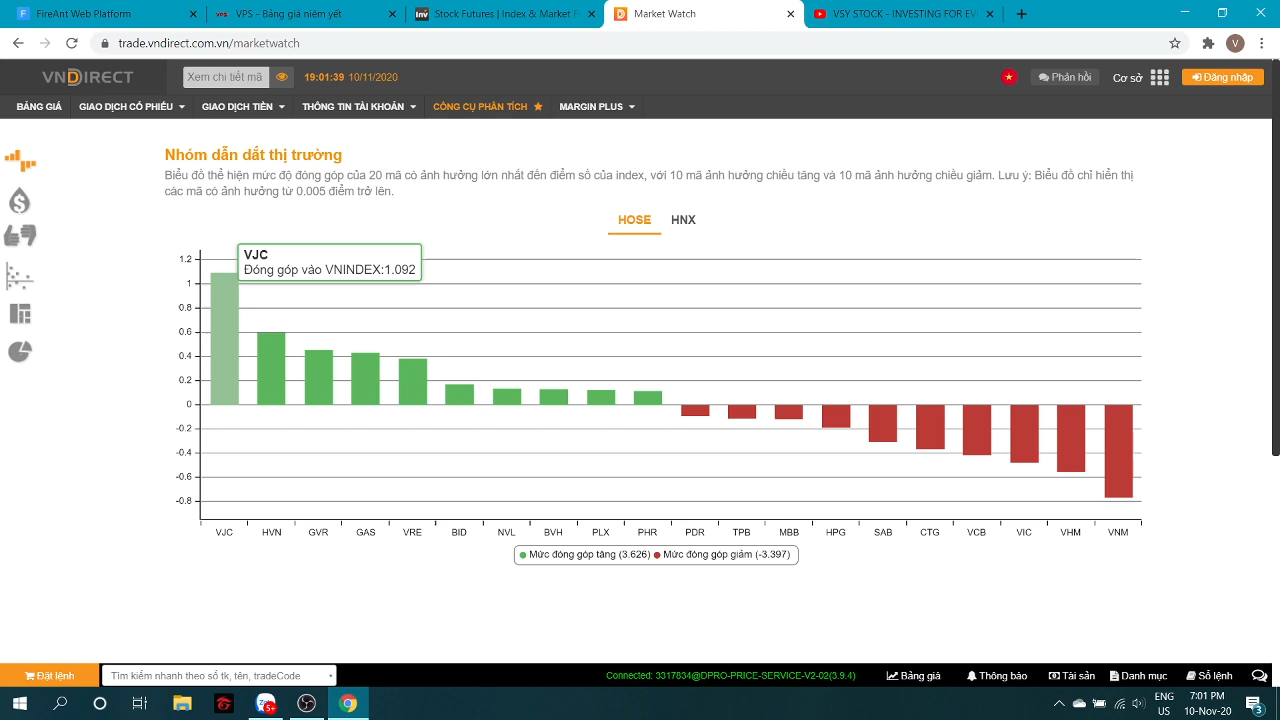 FireAnt Web Platform
VPS - Bảng giá niêm yết
Inv
Stock Futures | Index & Market F
Market Watch
VSY STOCK - INVESTING FOR EV
trade.vndirect.com.vn/marketwatch
V
VNDIRECT
Xem chi tiết mã
19:01:39 10/11/2020
Phản hồi
Cơ sở
Đăng nhập
BẢNG GIÁ
GIAO DỊCH CỔ PHIẾU
GIAO DỊCH TIỀN
THÔNG TIN TÀI KHOẢN
CÔNG CỤ PHÂN TÍCH
MARGIN PLUS
Nhóm dẫn dắt thị trường
Biểu đồ thể hiện mức độ đóng góp của 20 mã có ảnh hưởng lớn nhất đến điểm số của index, với 10 mã ảnh hưởng chiều tăng và 10 mã ảnh hưởng chiều giảm. Lưu ý: Biểu đồ chỉ hiển thị
các mã có ảnh hưởng từ 0.005 điểm trở lên.
HOSE HNX
VJC
Đóng góp vào VNINDEX:1.092
1.2
1
0.8
0.6
0.4
0.2
0
-0.2
-0.4
-0.6
-0.8
VJC HVN GVR GAS VRE BID NVL BVH PLX PHR PDR TPB MBB HPG SAB CTG VCB VIC VHM VNM
Mức đóng góp tăng (3.626) Mức đóng góp giảm (-3.397)
Đặt lệnh
Tìm kiếm nhanh theo số tk, tên, tradeCode
Connected: 3317834@DPRO-PRICE-SERVICE-V2-02(3.9.4)
Bảng giá
Thông báo
Tài sản
Danh mục
Sổ lệnh
5+
ENG
US
7:01 PM
10-Nov-20
3